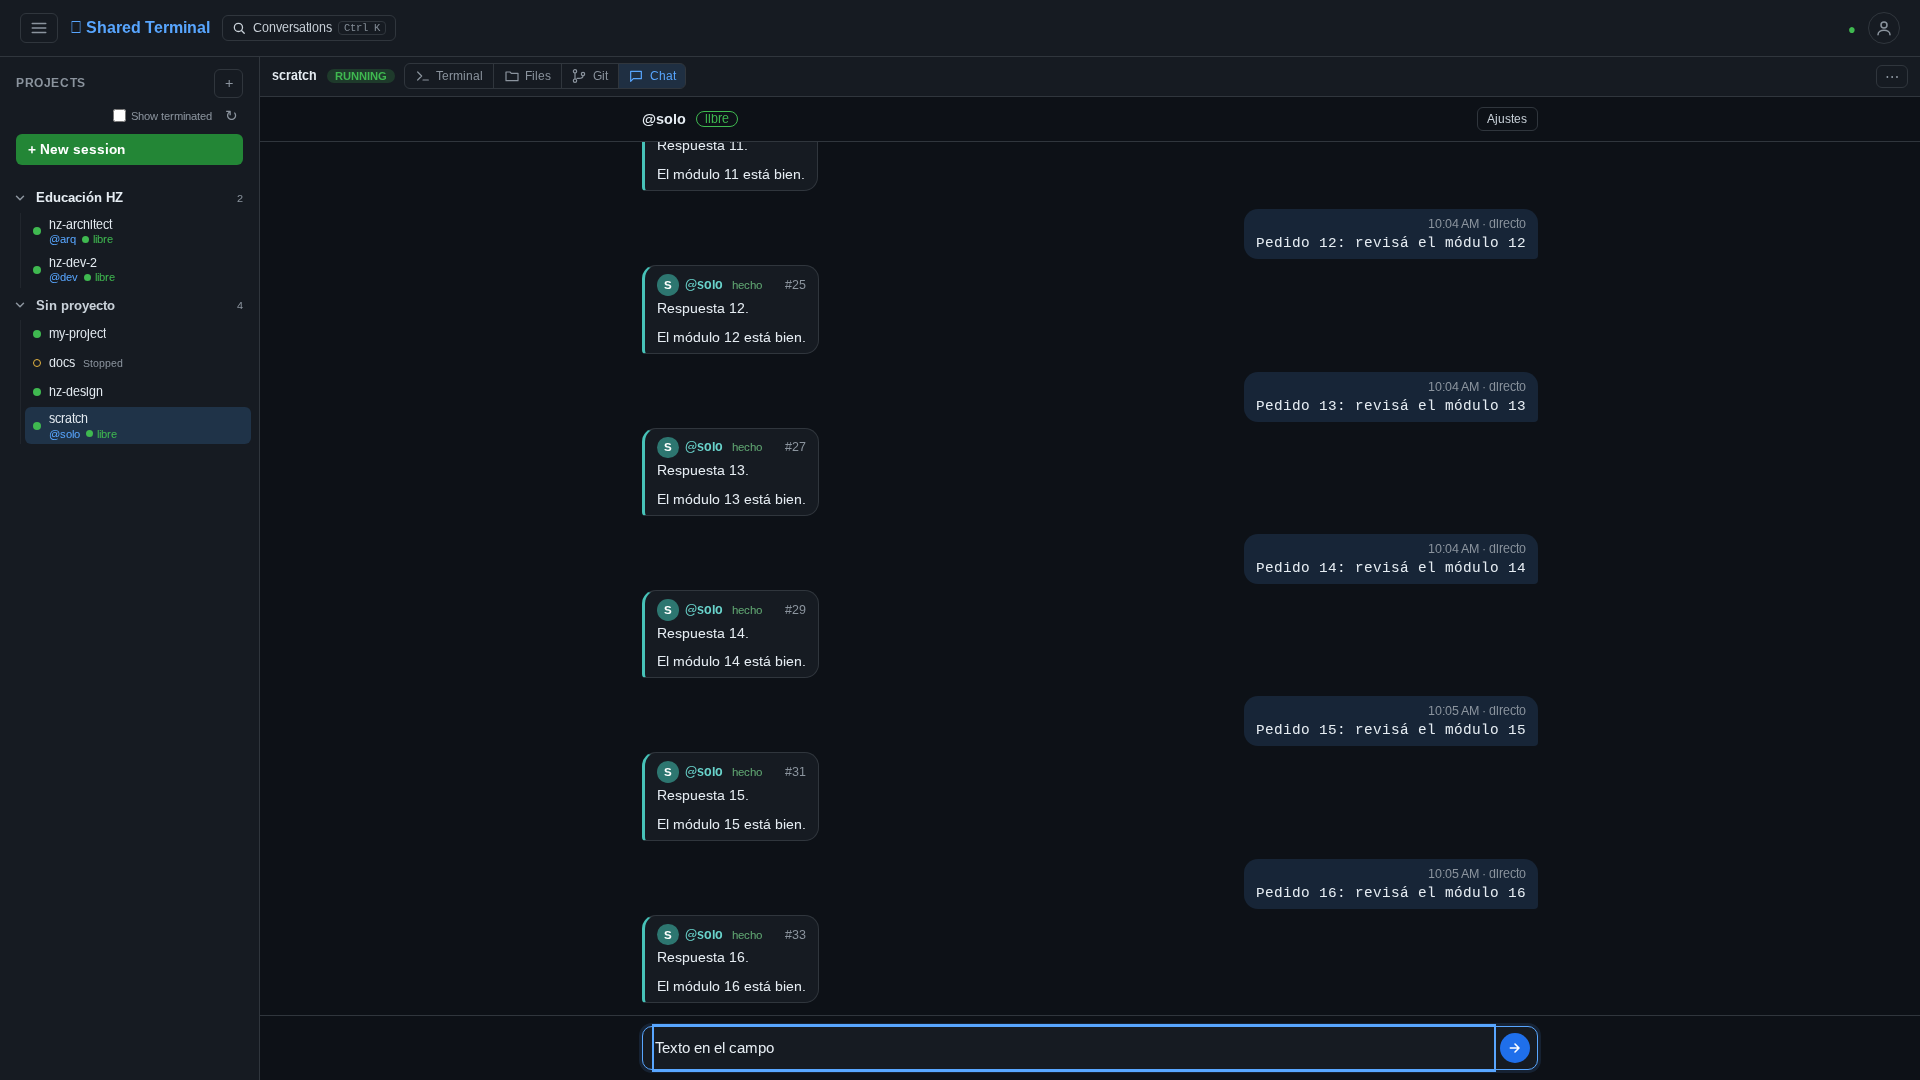 Shared Terminal
Conversations Ctrl K
PROJECTS
+
Show terminated
+ New session
Educación HZ 2
hz-architect
@arq libre
hz-dev-2
@dev libre
Sin proyecto 4
my-project
docs Stopped
hz-design
scratch
@solo libre
scratch RUNNING Terminal Files Git Chat
...
@solo libre Ajustes
Respuesta 11.
El módulo 11 está bien.
10:04 AM · directo
Pedido 12: revisá el módulo 12
S @solo hecho #25
Respuesta 12.
El módulo 12 está bien.
10:04 AM · directo
Pedido 13: revisá el módulo 13
S @solo hecho #27
Respuesta 13.
El módulo 13 está bien.
10:04 AM · directo
Pedido 14: revisá el módulo 14
S @solo hecho #29
Respuesta 14.
El módulo 14 está bien.
10:05 AM · directo
Pedido 15: revisá el módulo 15
S @solo hecho #31
Respuesta 15.
El módulo 15 está bien.
10:05 AM · directo
Pedido 16: revisá el módulo 16
S @solo hecho #33
Respuesta 16.
El módulo 16 está bien.
Texto en el campo